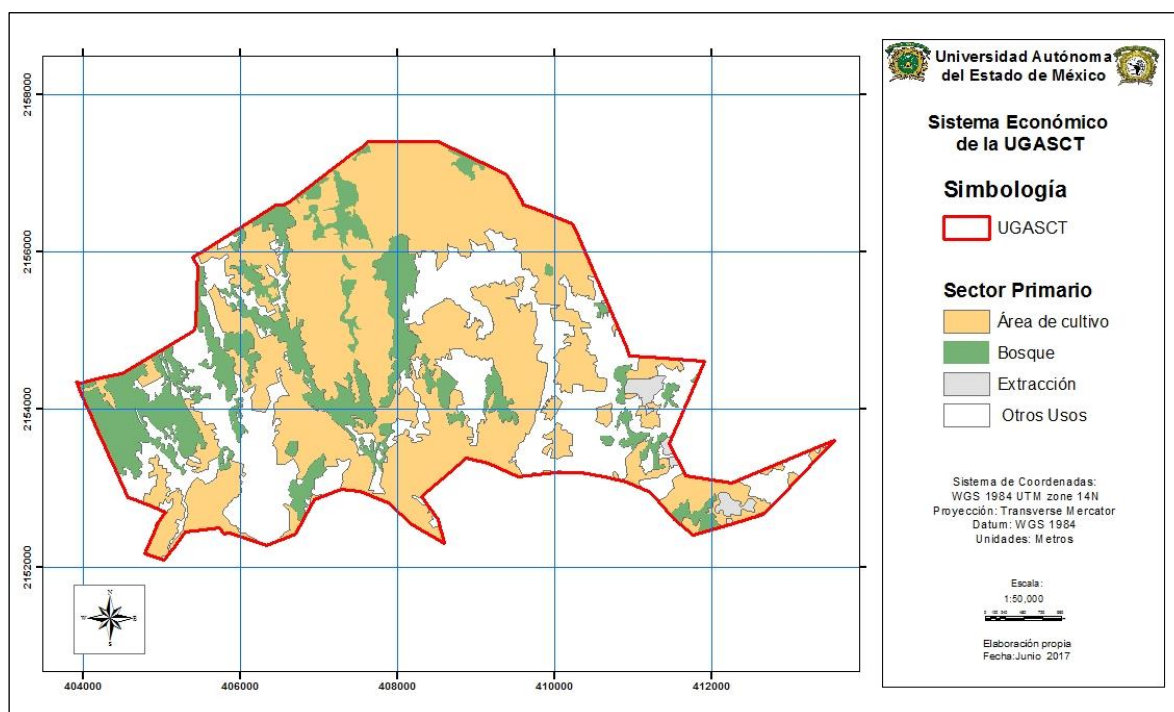 2158000
2156000
2154000
2152000
404000
406000
408000
410000
412000
N
W
E
S
Universidad Autónoma
del Estado de México
Sistema Económico
de la UGASCT
Simbología
UGASCT
Sector Primario
Área de cultivo
Bosque
Extracción
Otros Usos
Sistema de Coordenadas:
WGS 1984 UTM zone 14N
Proyección: Transverse Mercator
Datum: WGS 1984
Unidades: Metros
Escala:
1:50,000
Elaboración propia
Fecha:Junio 2017